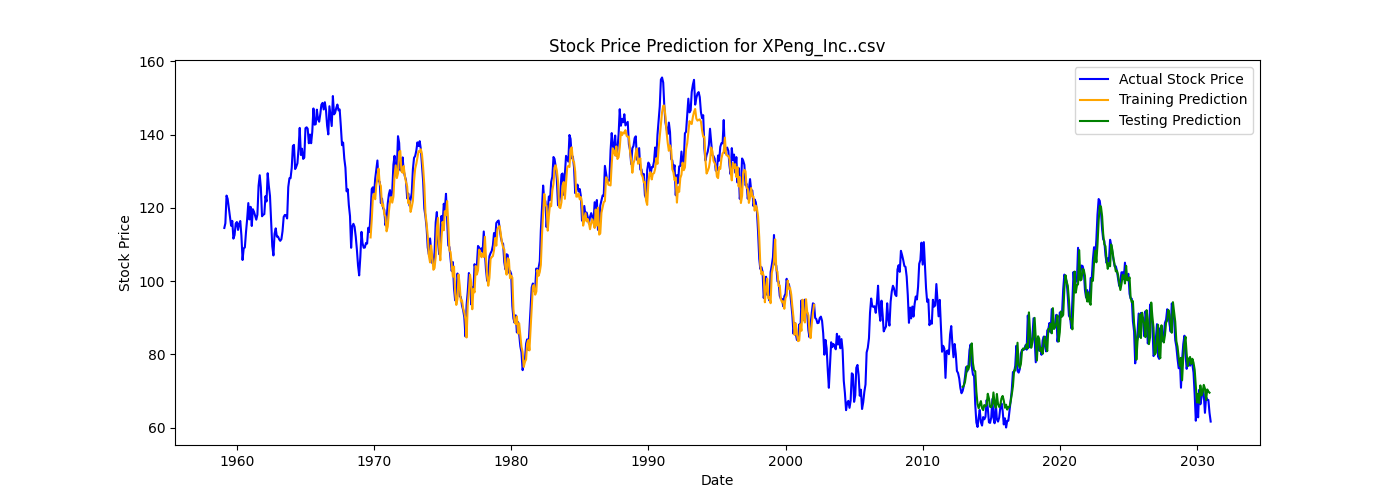 Stock Price Prediction for XPeng_Inc..csv
Actual Stock Price
Training Prediction
Testing Prediction
Stock Price
160
140
120
100
80
60
1960
1970
1980
1990
2000
2010
2020
2030
Date